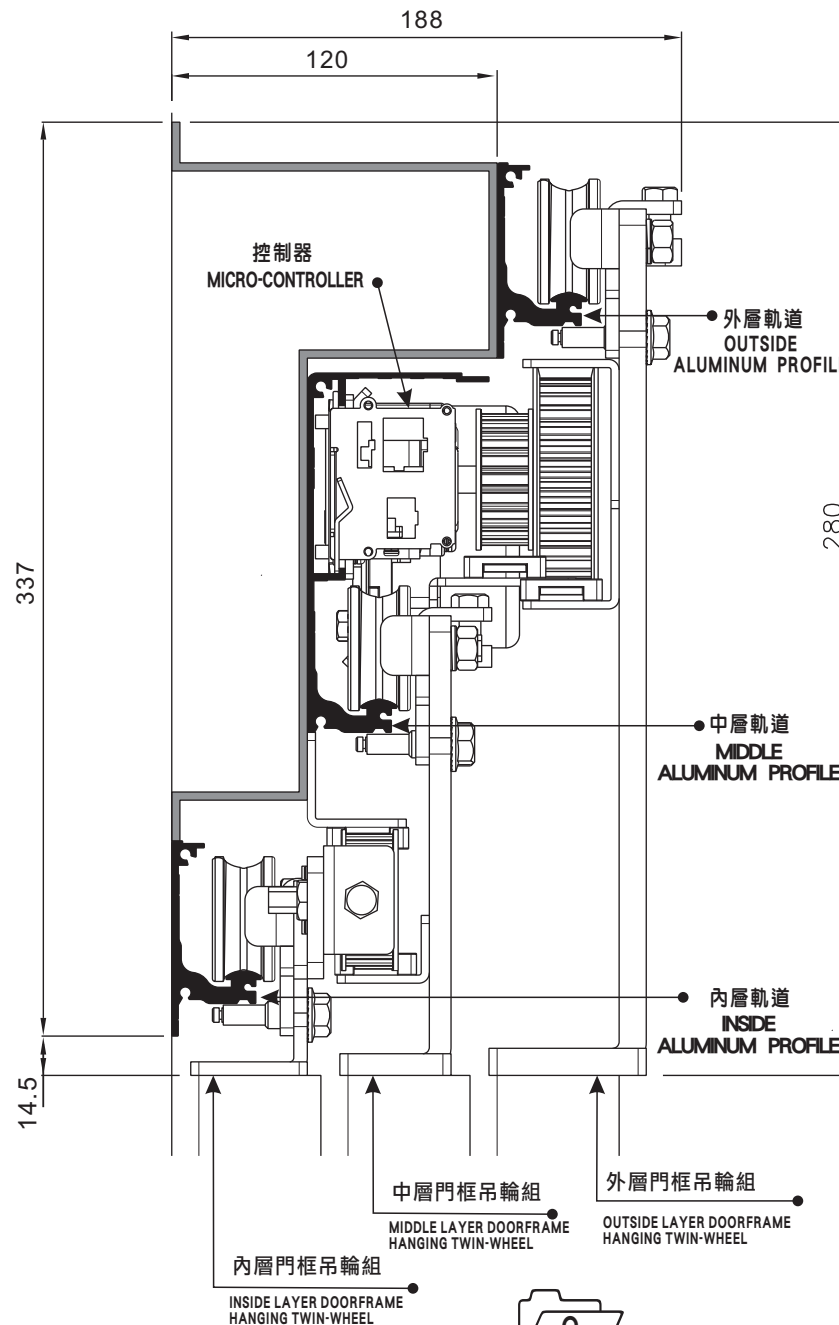 188
120
控制器
MICRO-CONTROLLER
外層軌道
OUTSIDE
ALUMINUM PROFIL
280
337
中層軌道
MIDDLE
ALUMINUM PROFILE
內層軌道
INSIDE
ALUMINUM PROFILE
14.5
外層門框吊輪組
OUTSIDE LAYER DOORFRAME
HANGING TWIN-WHEEL
中層門框吊輪組
MIDDLE LAYER DOORFRAME
HANGING TWIN-WHEEL
內層門框吊輪組
INSIDE LAYER DOORFRAME
HANGING TWIN-WHEEL